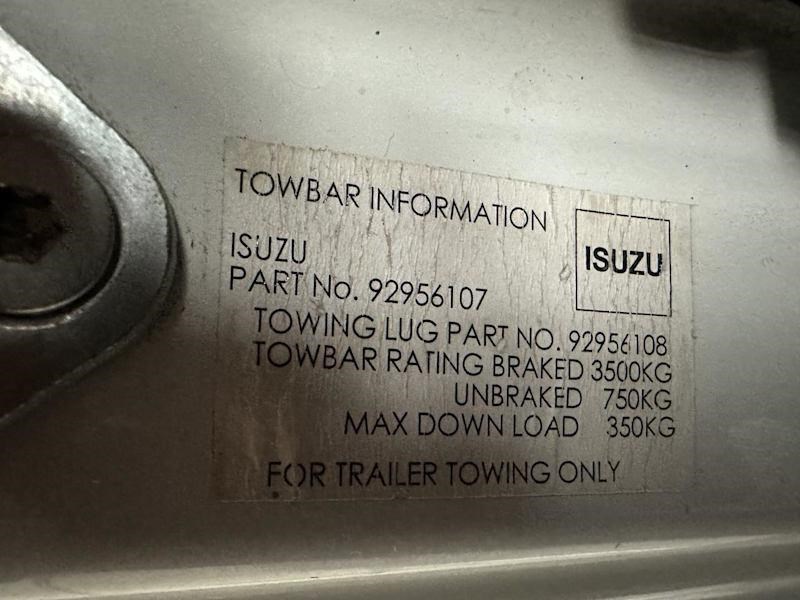 TOWBAR INFORMATION
ISUZU
ISUZU
PART No. 92956107
TOWING LUG PART NO. 92956108
TOWBAR RATING BRAKED 3500KG
UNBRAKED 750KG
MAX DOWN LOAD 350KG
FOR TRAILER TOWING ONLY